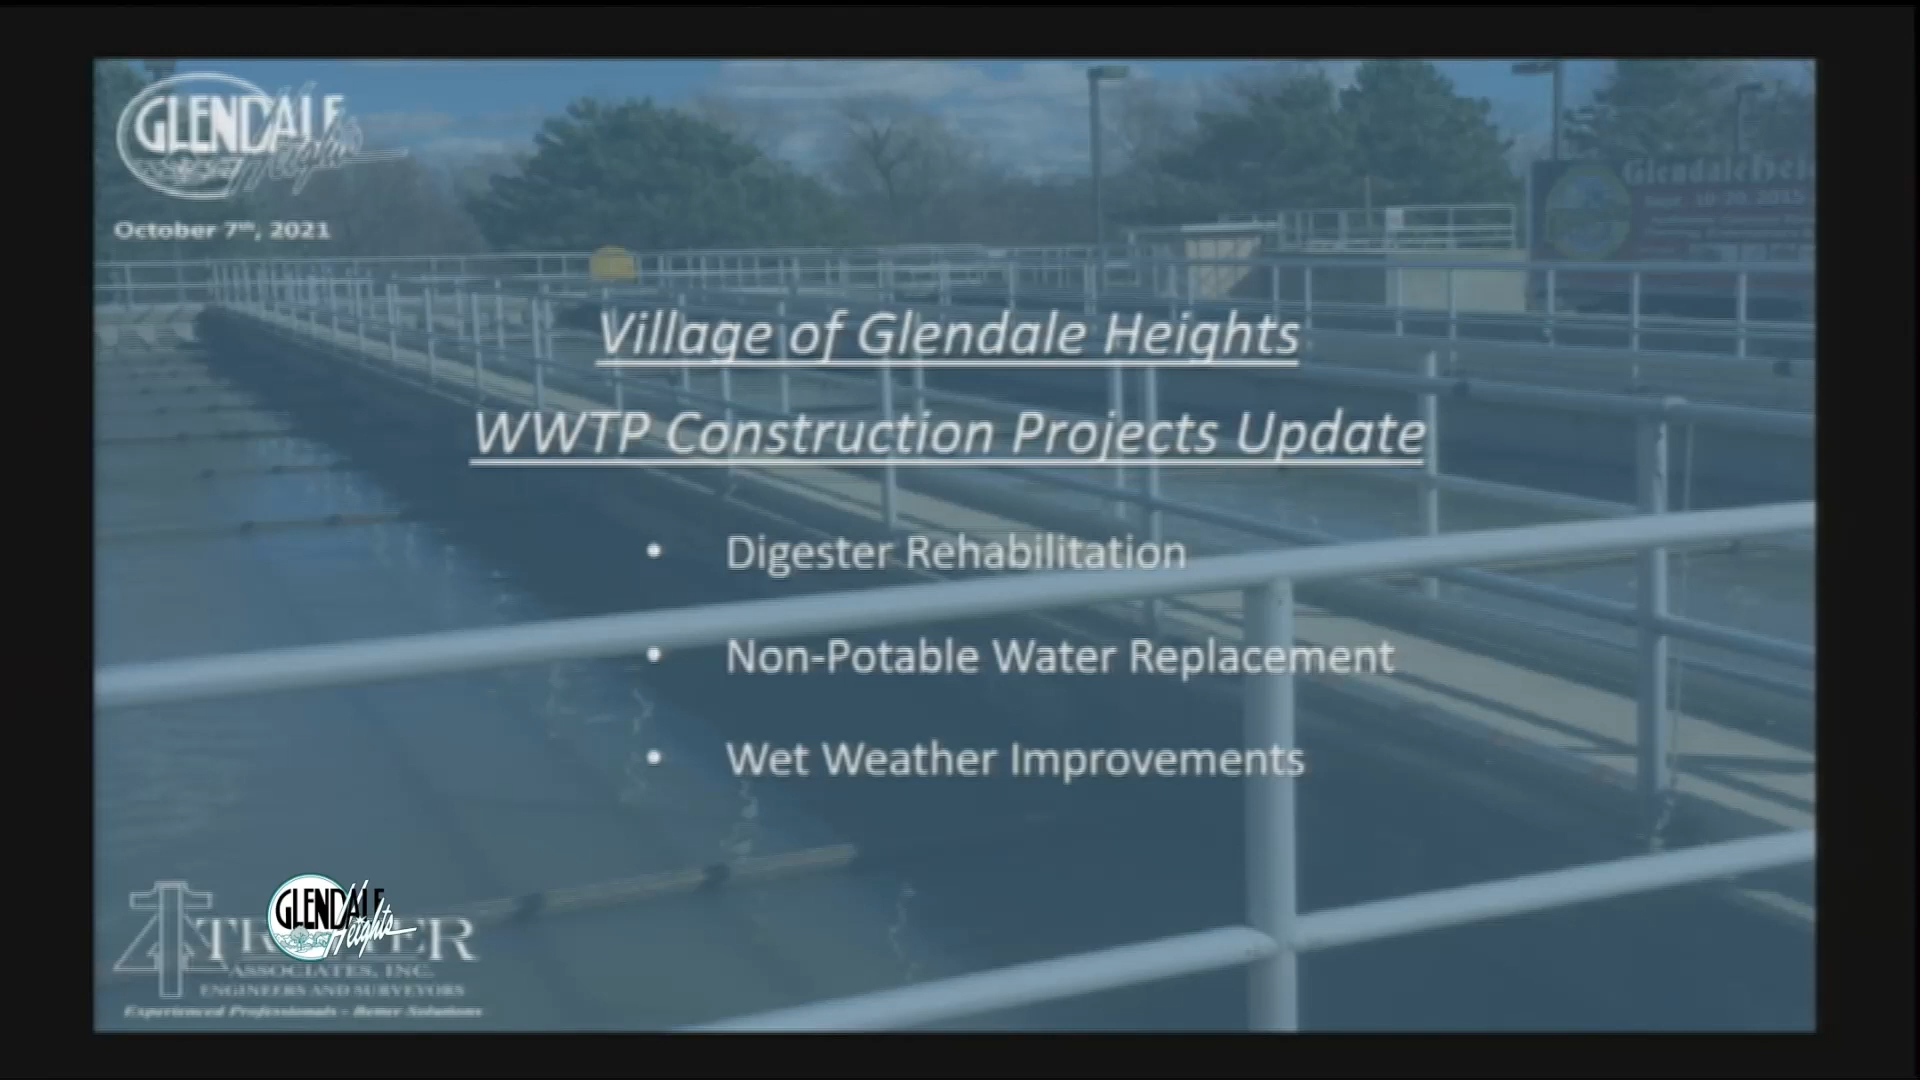 GLENDALE
Heights
October 7th, 2021
Village of Glendale Heights
WWTP Construction Projects Update
• Digester Rehabilitation
• Non-Potable Water Replacement
• Wet Weather Improvements
GLENDALE
Heights
ASSOCIATES, INC.
ENGINEERS AND SURVEYORS
Experienced Professionals - Better Solutions